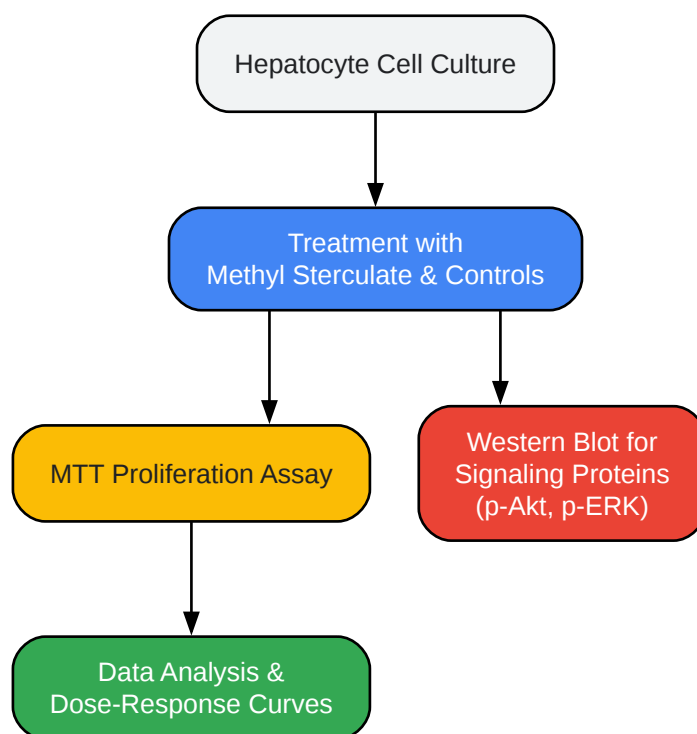 Hepatocyte Cell Culture
Treatment with
Methyl Sterculate & Controls
MTT Proliferation Assay
Western Blot for
Signaling Proteins
(p-Akt, p-ERK)
Data Analysis &
Dose-Response Curves